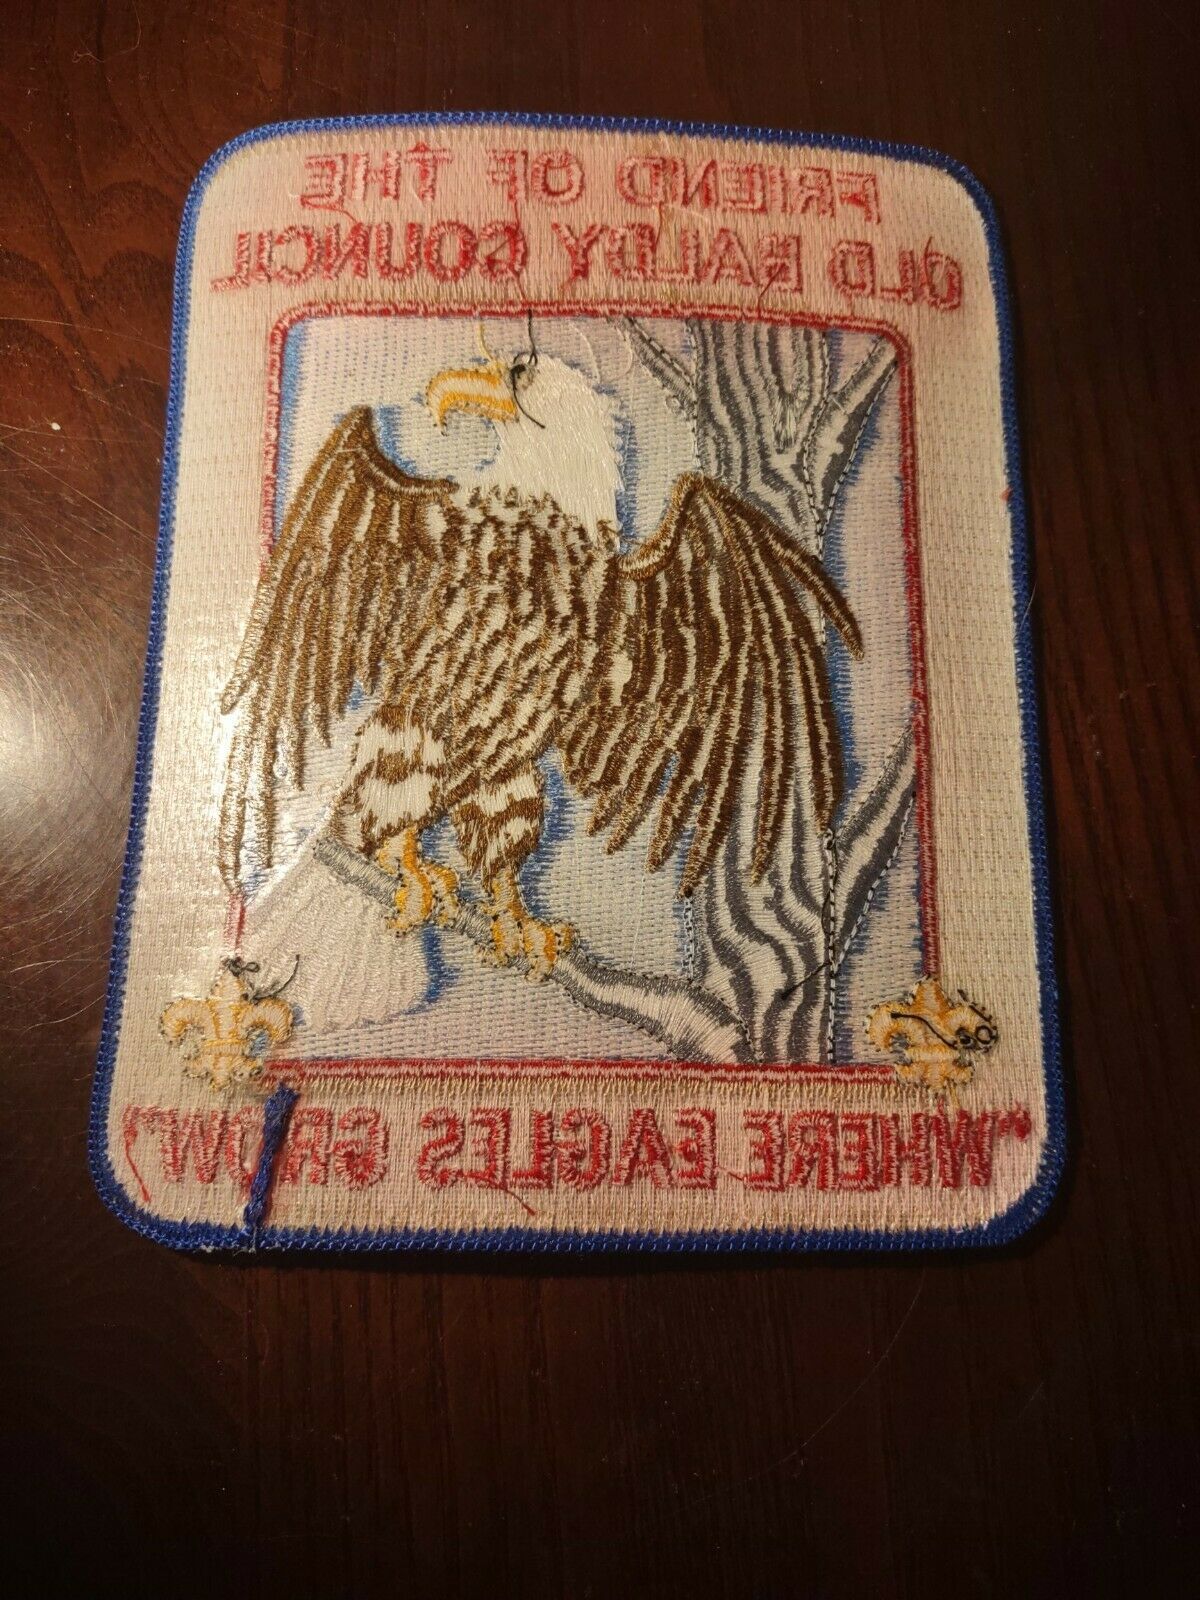 FRIEND OF THE
OLD BALDY COUNCIL
"WHERE EAGLES GROW"